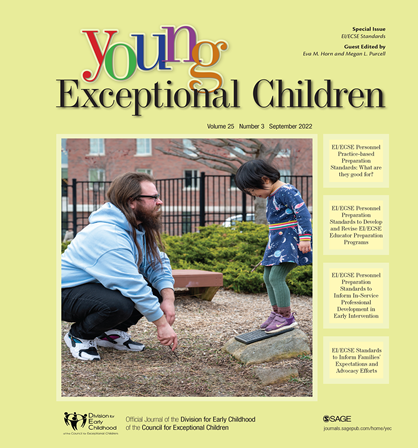 Special Issue
EI/ECSE Standards
Guest Edited by
Eva M. Horn and Megan L. Purcell
young
Exceptional Children
Volume 25 Number 3 September 2022
EI/ECSE Personnel
Practice-based
Preparation
Standards: What are
they good for?
EI/ECSE Personnel
Preparation
Standards to Develop
and Revise EI/ECSE
Educator Preparation
Programs
EI/ECSE Personnel
Preparation
Standards to
Inform In-Service
Professional
Development in
Early Intervention
EI/ECSE Standards
to Inform Families'
Expectations and
Advocacy Efforts
Division for
Early
Childhood
of the Council for Exceptional Children
Official Journal of the Division for Early Childhood
of the Council for Exceptional Children
SAGE
journals.sagepub.com/home/yec